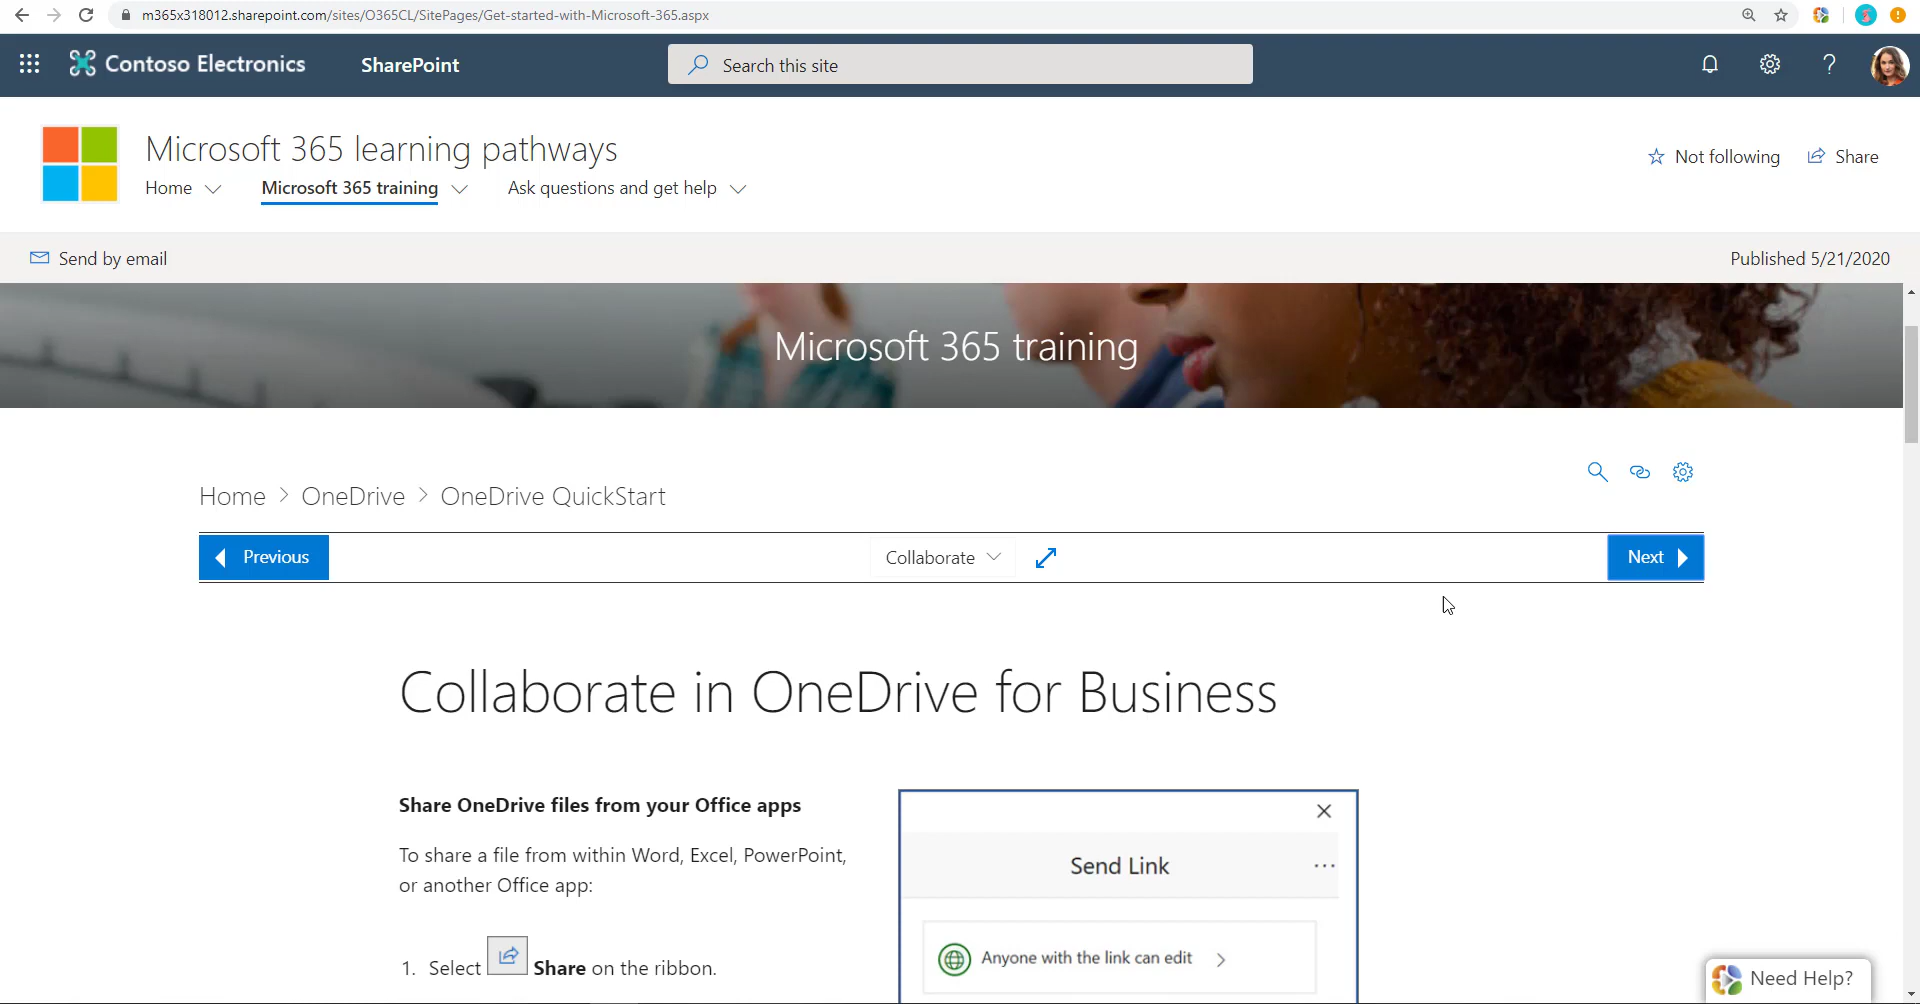 m365x318012.sharepoint.com/sites/O365CL/SitePages/Get-started-with-Microsoft-365.aspx
Contoso Electronics
SharePoint
Search this site
Microsoft 365 learning pathways
Not following
Share
Home
Microsoft 365 training
Ask questions and get help
Send by email
Published 5/21/2020
Microsoft 365 training
Home > OneDrive > OneDrive QuickStart
Previous
Collaborate
Next
Collaborate in OneDrive for Business
Share OneDrive files from your Office apps
To share a file from within Word, Excel, PowerPoint,
or another Office app:
1. Select Share on the ribbon.
Send Link
...
Anyone with the link can edit
Need Help?